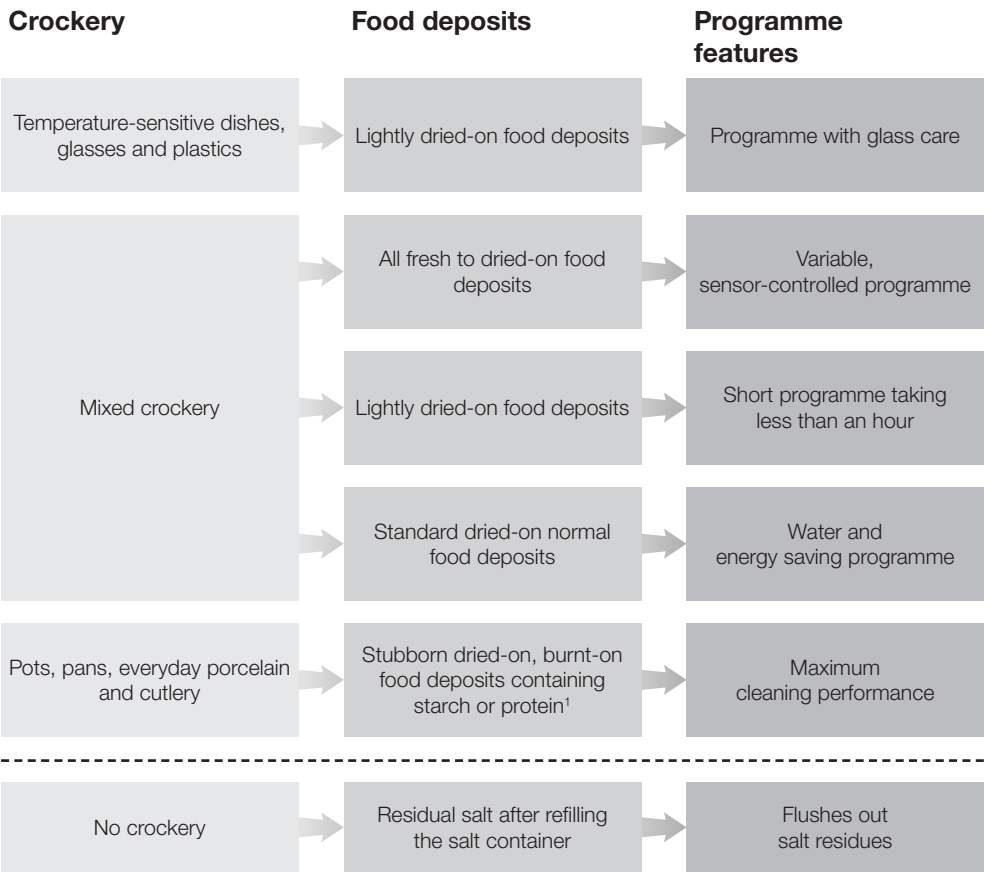 Crockery
Food deposits
Programme
features
Temperature-sensitive dishes,
glasses and plastics
Lightly dried-on food deposits
Programme with glass care
Mixed crockery
All fresh to dried-on food
deposits
Variable,
sensor-controlled programme
Lightly dried-on food deposits
Short programme taking
less than an hour
Standard dried-on normal
food deposits
Water and
energy saving programme
Pots, pans, everyday porcelain
and cutlery
Stubborn dried-on, burnt-on
food deposits containing
starch or protein¹
Maximum
cleaning performance
No crockery
Residual salt after refilling
the salt container
Flushes out
salt residues